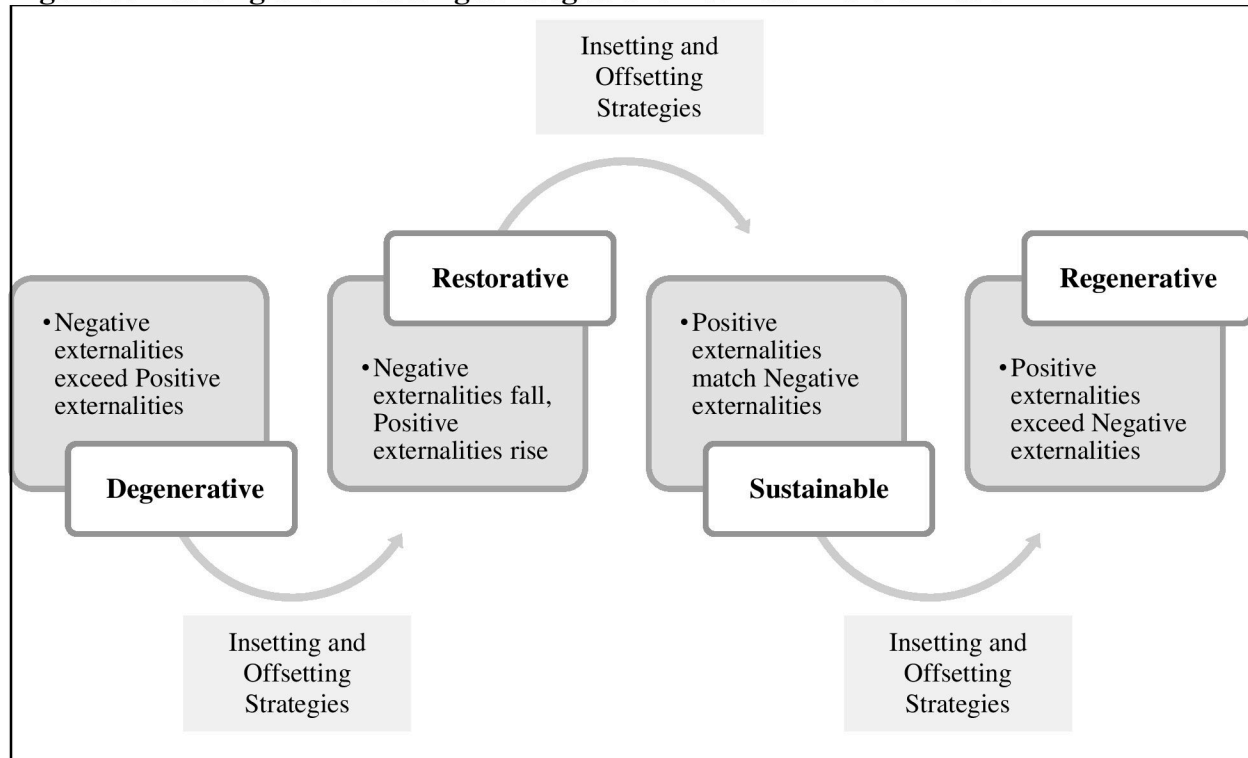 Insetting and
Offsetting
Strategies
Restorative
Regenerative
•Negative
externalities
exceed Positive
externalities
Degenerative
•Negative
externalities fall,
Positive
externalities rise
•Positive
externalities
match Negative
externalities
Sustainable
•Positive
externalities
exceed Negative
externalities
Insetting and
Offsetting
Strategies
Insetting and
Offsetting
Strategies